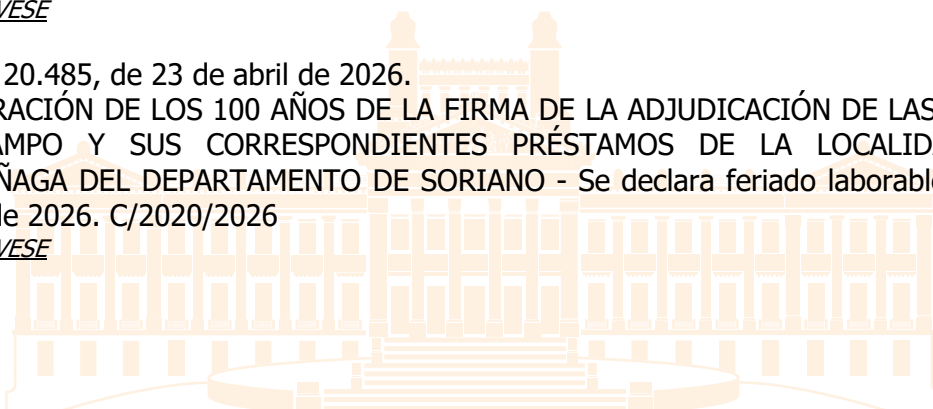 VESE
20.485, de 23 de abril de 2026.
RACIÓN DE LOS 100 AÑOS DE LA FIRMA DE LA ADJUDICACIÓN DE LAS
AMPO Y SUS CORRESPONDIENTES PRÉSTAMOS DE LA LOCALID
ÑAGA DEL DEPARTAMENTO DE SORIANO - Se declara feriado laborabl
de 2026. C/2020/2026
VESE